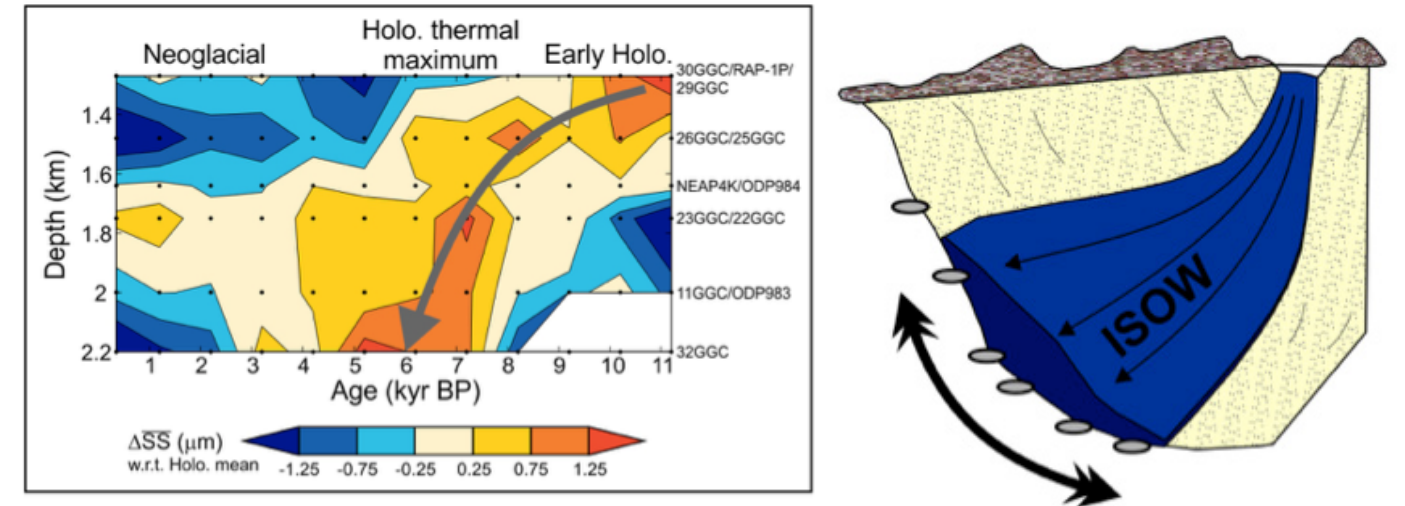 Neoglacial
Holo. thermal
maximum
Early Holo.
30GGC/RAP-1P/
29GGC
26GGC/25GGC
NEAP4K/ODP984
23GGC/22GGC
11GGC/ODP983
32GGC
Depth (km)
1.4
1.6
1.8
2
2.2
1 2 3 4 5 6 7 8 9 10 11
Age (kyr BP)
ΔS̅S̅ (μm)
w.r.t. Holo. mean
-1.25 -0.75 -0.25 0.25 0.75 1.25
ISOW